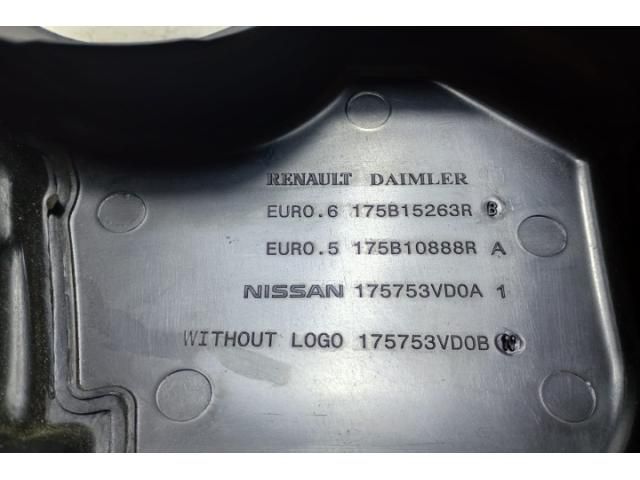 RENAULT DAIMLER
EURO.6 175B15263R B
EURO.5 175B10888R A
NISSAN 175753VD0A 1
WITHOUT LOGO 175753VD0B